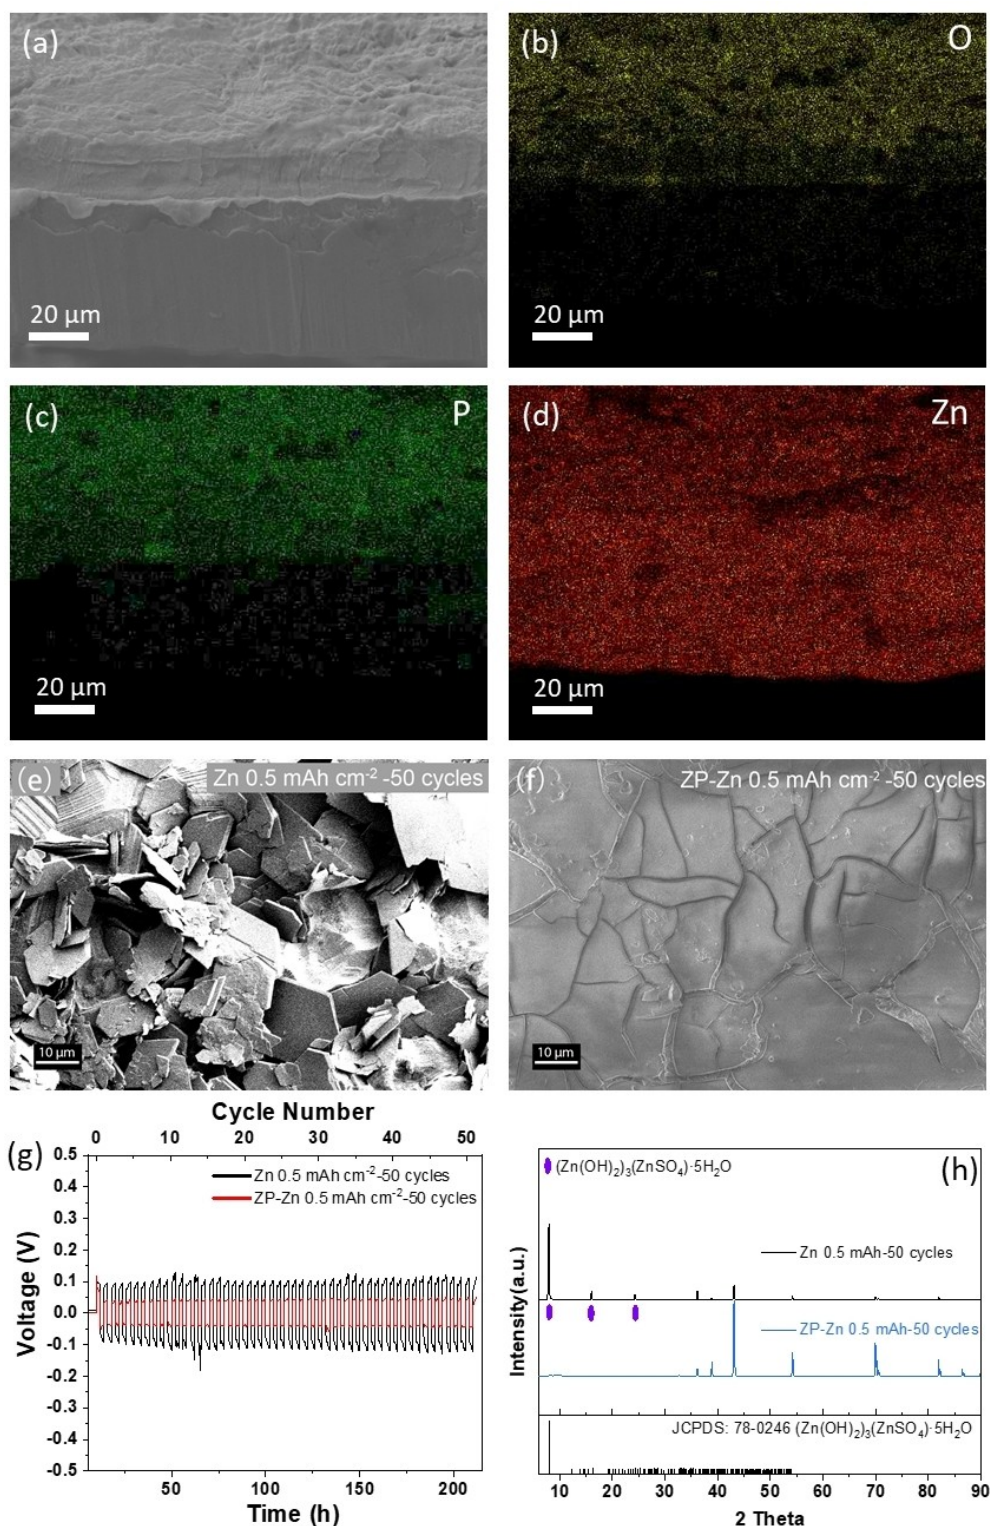 (a)
20 μm
(b)
O
20 μm
(c)
P
20 μm
(d)
Zn
20 μm
(e)
Zn 0.5 mAh cm⁻² -50 cycles
10 μm
(f)
ZP-Zn 0.5 mAh cm⁻² -50 cycles
10 μm
(g)
Cycle Number
0 10 20 30 40 50
Zn 0.5 mAh cm⁻²-50 cycles
ZP-Zn 0.5 mAh cm⁻²-50 cycles
Voltage (V)
0.5
0.4
0.3
0.2
0.1
0.0
-0.1
-0.2
-0.3
-0.4
-0.5
50 100 150 200
Time (h)
(h)
(Zn(OH)₂)₃(ZnSO₄)·5H₂O
Zn 0.5 mAh-50 cycles
ZP-Zn 0.5 mAh-50 cycles
Intensity(a.u.)
JCPDS: 78-0246 (Zn(OH)₂)₃(ZnSO₄)·5H₂O
10 20 30 40 50 60 70 80 90
2 Theta